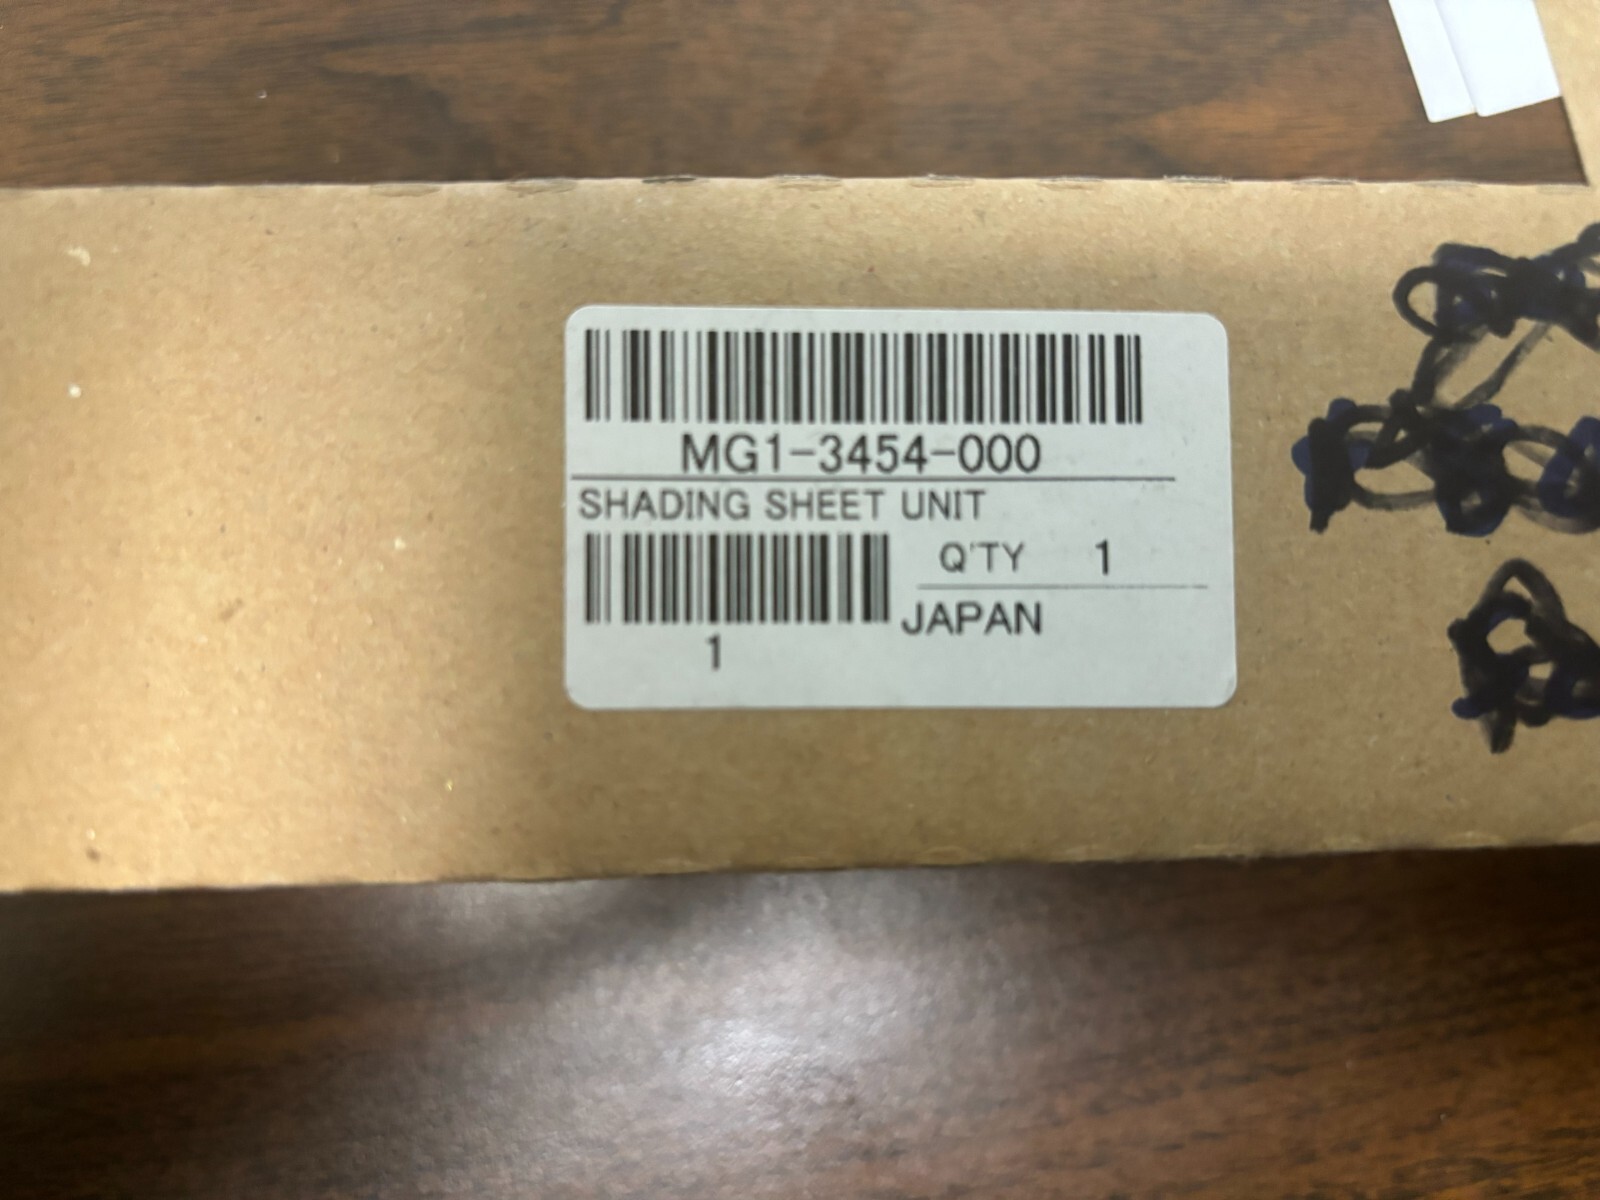 MG1-3454-000
SHADING SHEET UNIT
Q'TY 1
JAPAN
1